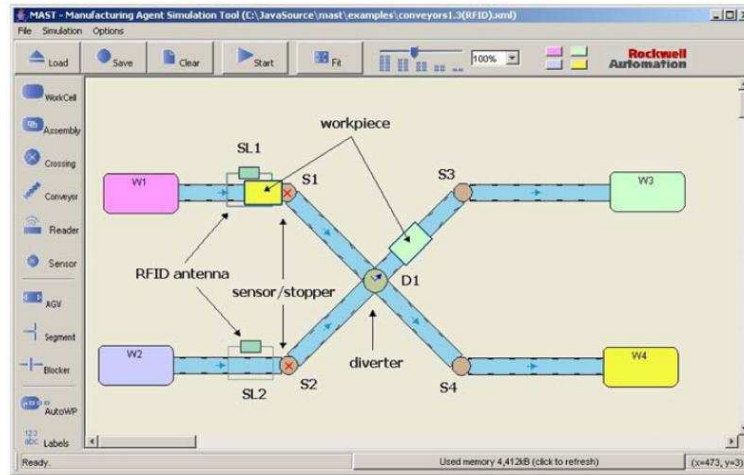 MAST - Manufacturing Agent Simulation Tool (C:\JavaSource\mast\examples\conveyors1.3(RFID).xml)
File Simulation Options
Load Save Clear Start Fit 100% Rockwell Automation
WorkCell
Assembly
Crossing
Conveyor
Reader
Sensor
AGV
Segment
Blocker
AutoWP
123
abc Labels
workpiece
SL1
S1
S3
W1
W3
RFID antenna
sensor/stopper
D1
diverter
W2
W4
SL2
S2
S4
Ready. Used memory 4,412kB (click to refresh) (x=473, y=3)